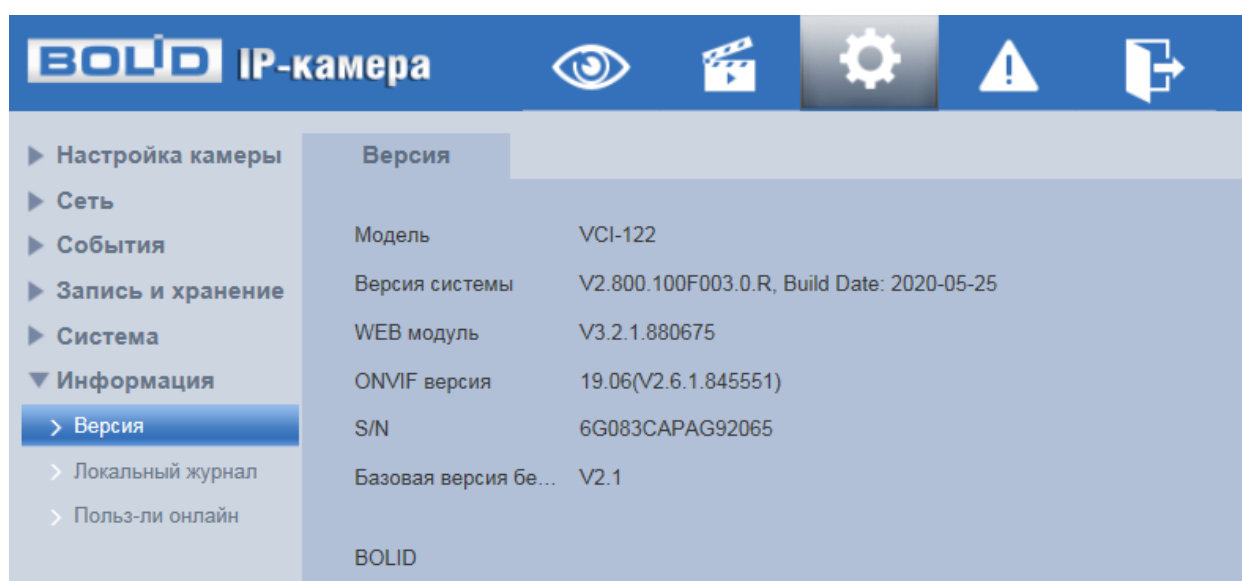 BOLID IP-камера
Настройка камеры
Сеть
События
Запись и хранение
Система
Информация
Версия
Локальный журнал
Польз-ли онлайн
Версия
Модель VCI-122
Версия системы V2.800.100F003.0.R, Build Date: 2020-05-25
WEB модуль V3.2.1.880675
ONVIF версия 19.06(V2.6.1.845551)
S/N 6G083CAPAG92065
Базовая версия бе... V2.1
BOLID